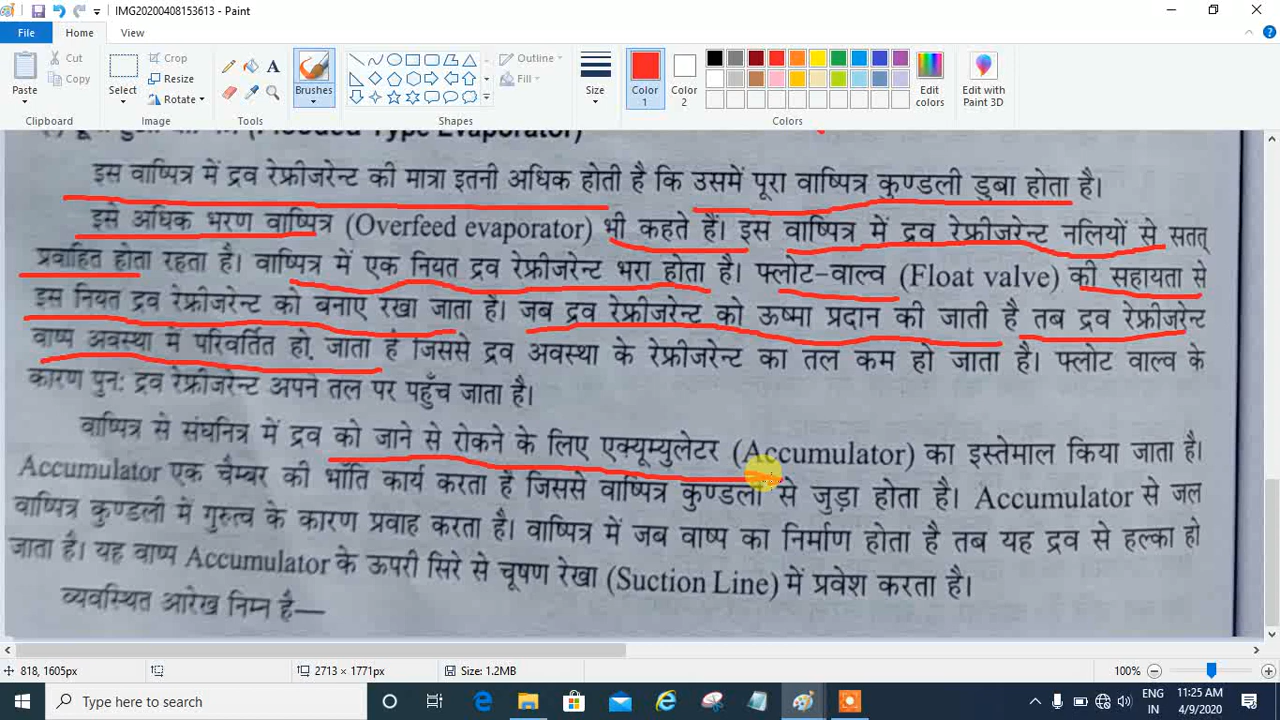 IMG20200408153613 - Paint
File Home View
Paste Cut Copy Clipboard
Select Crop Resize Rotate Image
Tools
Brushes
Shapes Outline Fill
Size
Color 1 Color 2 Edit colors Edit with Paint 3D Colors
(Flooded Type Evaporator)
इस वाष्पित्र में द्रव रेफ्रीजरेन्ट की मात्रा इतनी अधिक होती है कि उसमें पूरा वाष्पित्र कुण्डली डुबा होता है।
इसे अधिक भरण वाष्पित्र (Overfeed evaporator) भी कहते हैं। इस वाष्पित्र में द्रव रेफ्रीजरेन्ट नलियों से सतत्
प्रवाहित होता रहता है। वाष्पित्र में एक नियत द्रव रेफ्रीजरेन्ट भरा होता है। फ्लोट-वाल्व (Float valve) की सहायता से
इस नियत द्रव रेफ्रीजरेन्ट को बनाए रखा जाता है। जब द्रव रेफ्रीजरेन्ट को ऊष्मा प्रदान की जाती है तब द्रव रेफ्रीजरेन्ट
वाष्प अवस्था में परिवर्तित हो जाता है जिससे द्रव अवस्था के रेफ्रीजरेन्ट का तल कम हो जाता है। फ्लोट वाल्व के
कारण पुनः द्रव रेफ्रीजरेन्ट अपने तल पर पहुँच जाता है।
वाष्पित्र से संघनित्र में द्रव को जाने से रोकने के लिए एक्यूम्युलेटर (Accumulator) का इस्तेमाल किया जाता है।
Accumulator एक चैम्बर की भाँति कार्य करता है जिससे वाष्पित्र कुण्डली से जुड़ा होता है। Accumulator से जल
वाष्पित्र कुण्डली में गुरुत्व के कारण प्रवाह करता है। वाष्पित्र में जब वाष्प का निर्माण होता है तब यह द्रव से हल्का हो
जाता है। यह वाष्प Accumulator के ऊपरी सिरे से चूषण रेखा (Suction Line) में प्रवेश करता है।
व्यवस्थित आरेख निम्न है—
818, 1605px 2713 × 1771px Size: 1.2MB 100%
Type here to search ENG IN 11:25 AM 4/9/2020